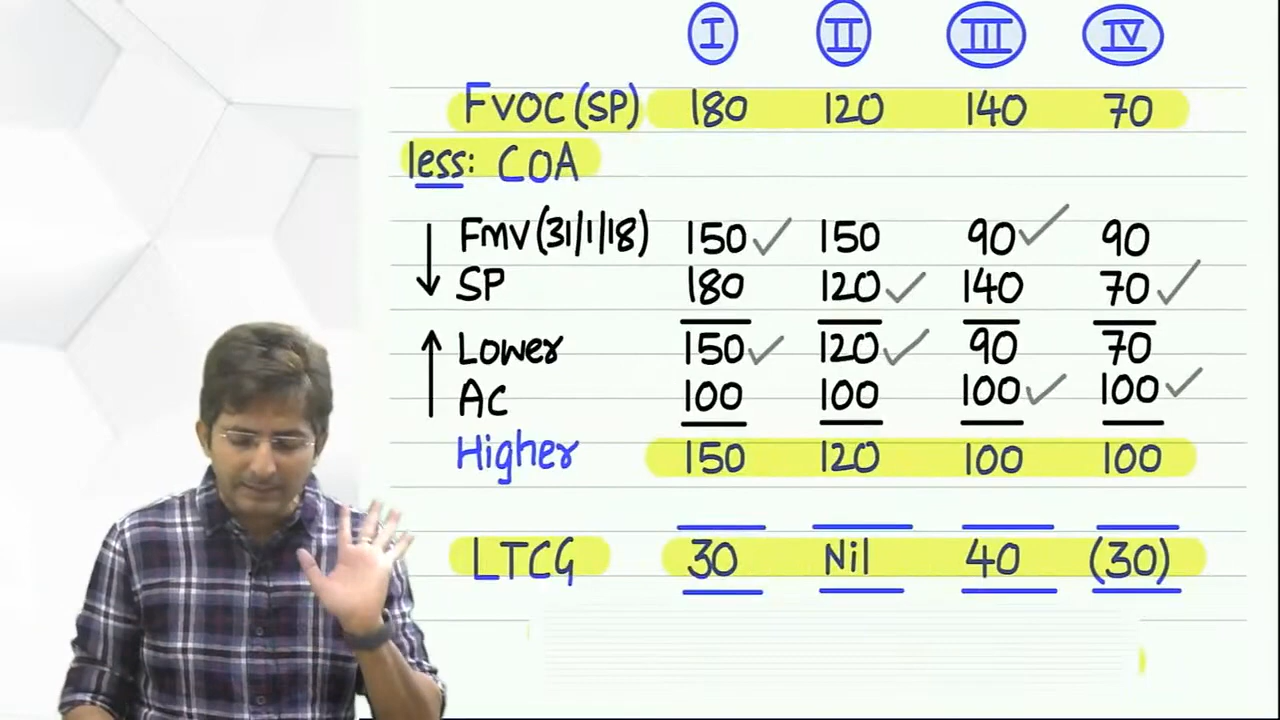 I II III IV
FVOC (SP) 180 120 140 70
less: COA
FMV (31/1/18) 150 150 90 90
SP 180 120 140 70
Lower 150 120 90 70
AC 100 100 100 100
Higher 150 120 100 100
LTCG 30 Nil 40 (30)